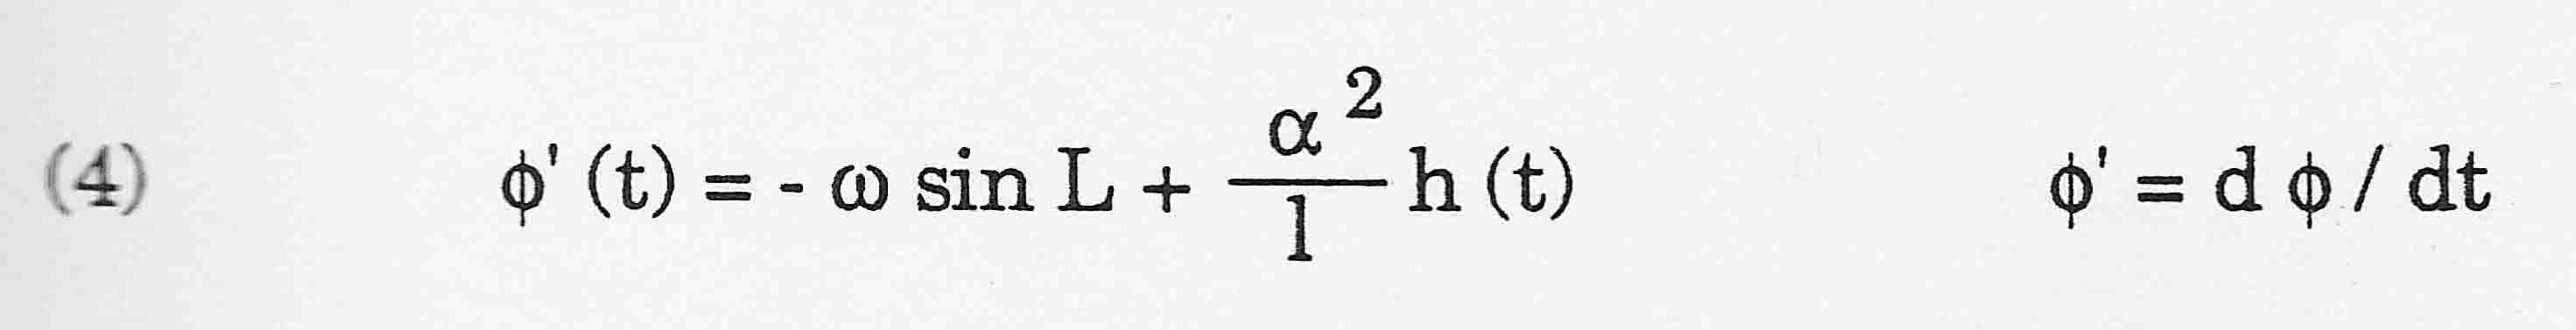 (4) ϕ' (t) = - ω sin L + α² / l h (t) ϕ' = d ϕ / dt